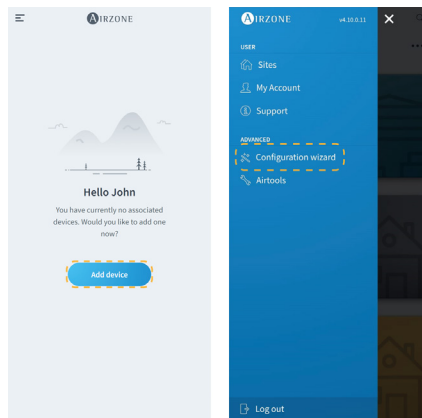 AIRZONE
Hello John
You have currently no associated
devices. Would you like to add one
now?
Add device
AIRZONE v4.10.0.11
USER
Sites
My Account
Support
ADVANCED
Configuration wizard
Airtools
Log out